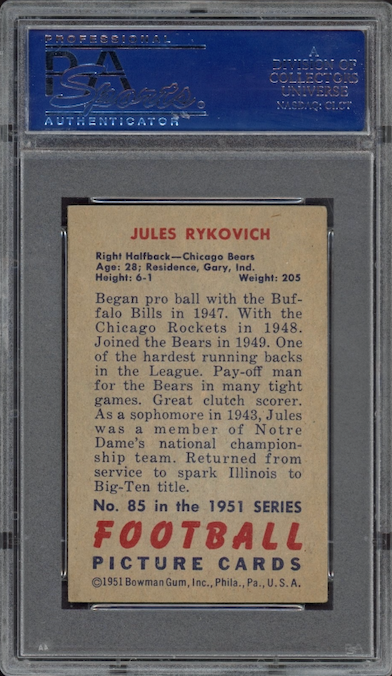 PROFESSIONAL
PSA
Sports
AUTHENTICATOR
A
DIVISION OF
COLLECTORS
UNIVERSE
NASDAQ: CLCT
JULES RYKOVICH
Right Halfback—Chicago Bears
Age: 28; Residence, Gary, Ind.
Height: 6-1 Weight: 205
Began pro ball with the Buf-
falo Bills in 1947. With the
Chicago Rockets in 1948.
Joined the Bears in 1949. One
of the hardest running backs
in the League. Pay-off man
for the Bears in many tight
games. Great clutch scorer.
As a sophomore in 1943, Jules
was a member of Notre
Dame's national champion-
ship team. Returned from
service to spark Illinois to
Big-Ten title.
No. 85 in the 1951 SERIES
FOOTBALL
PICTURE CARDS
©1951 Bowman Gum, Inc., Phila., Pa., U.S.A.